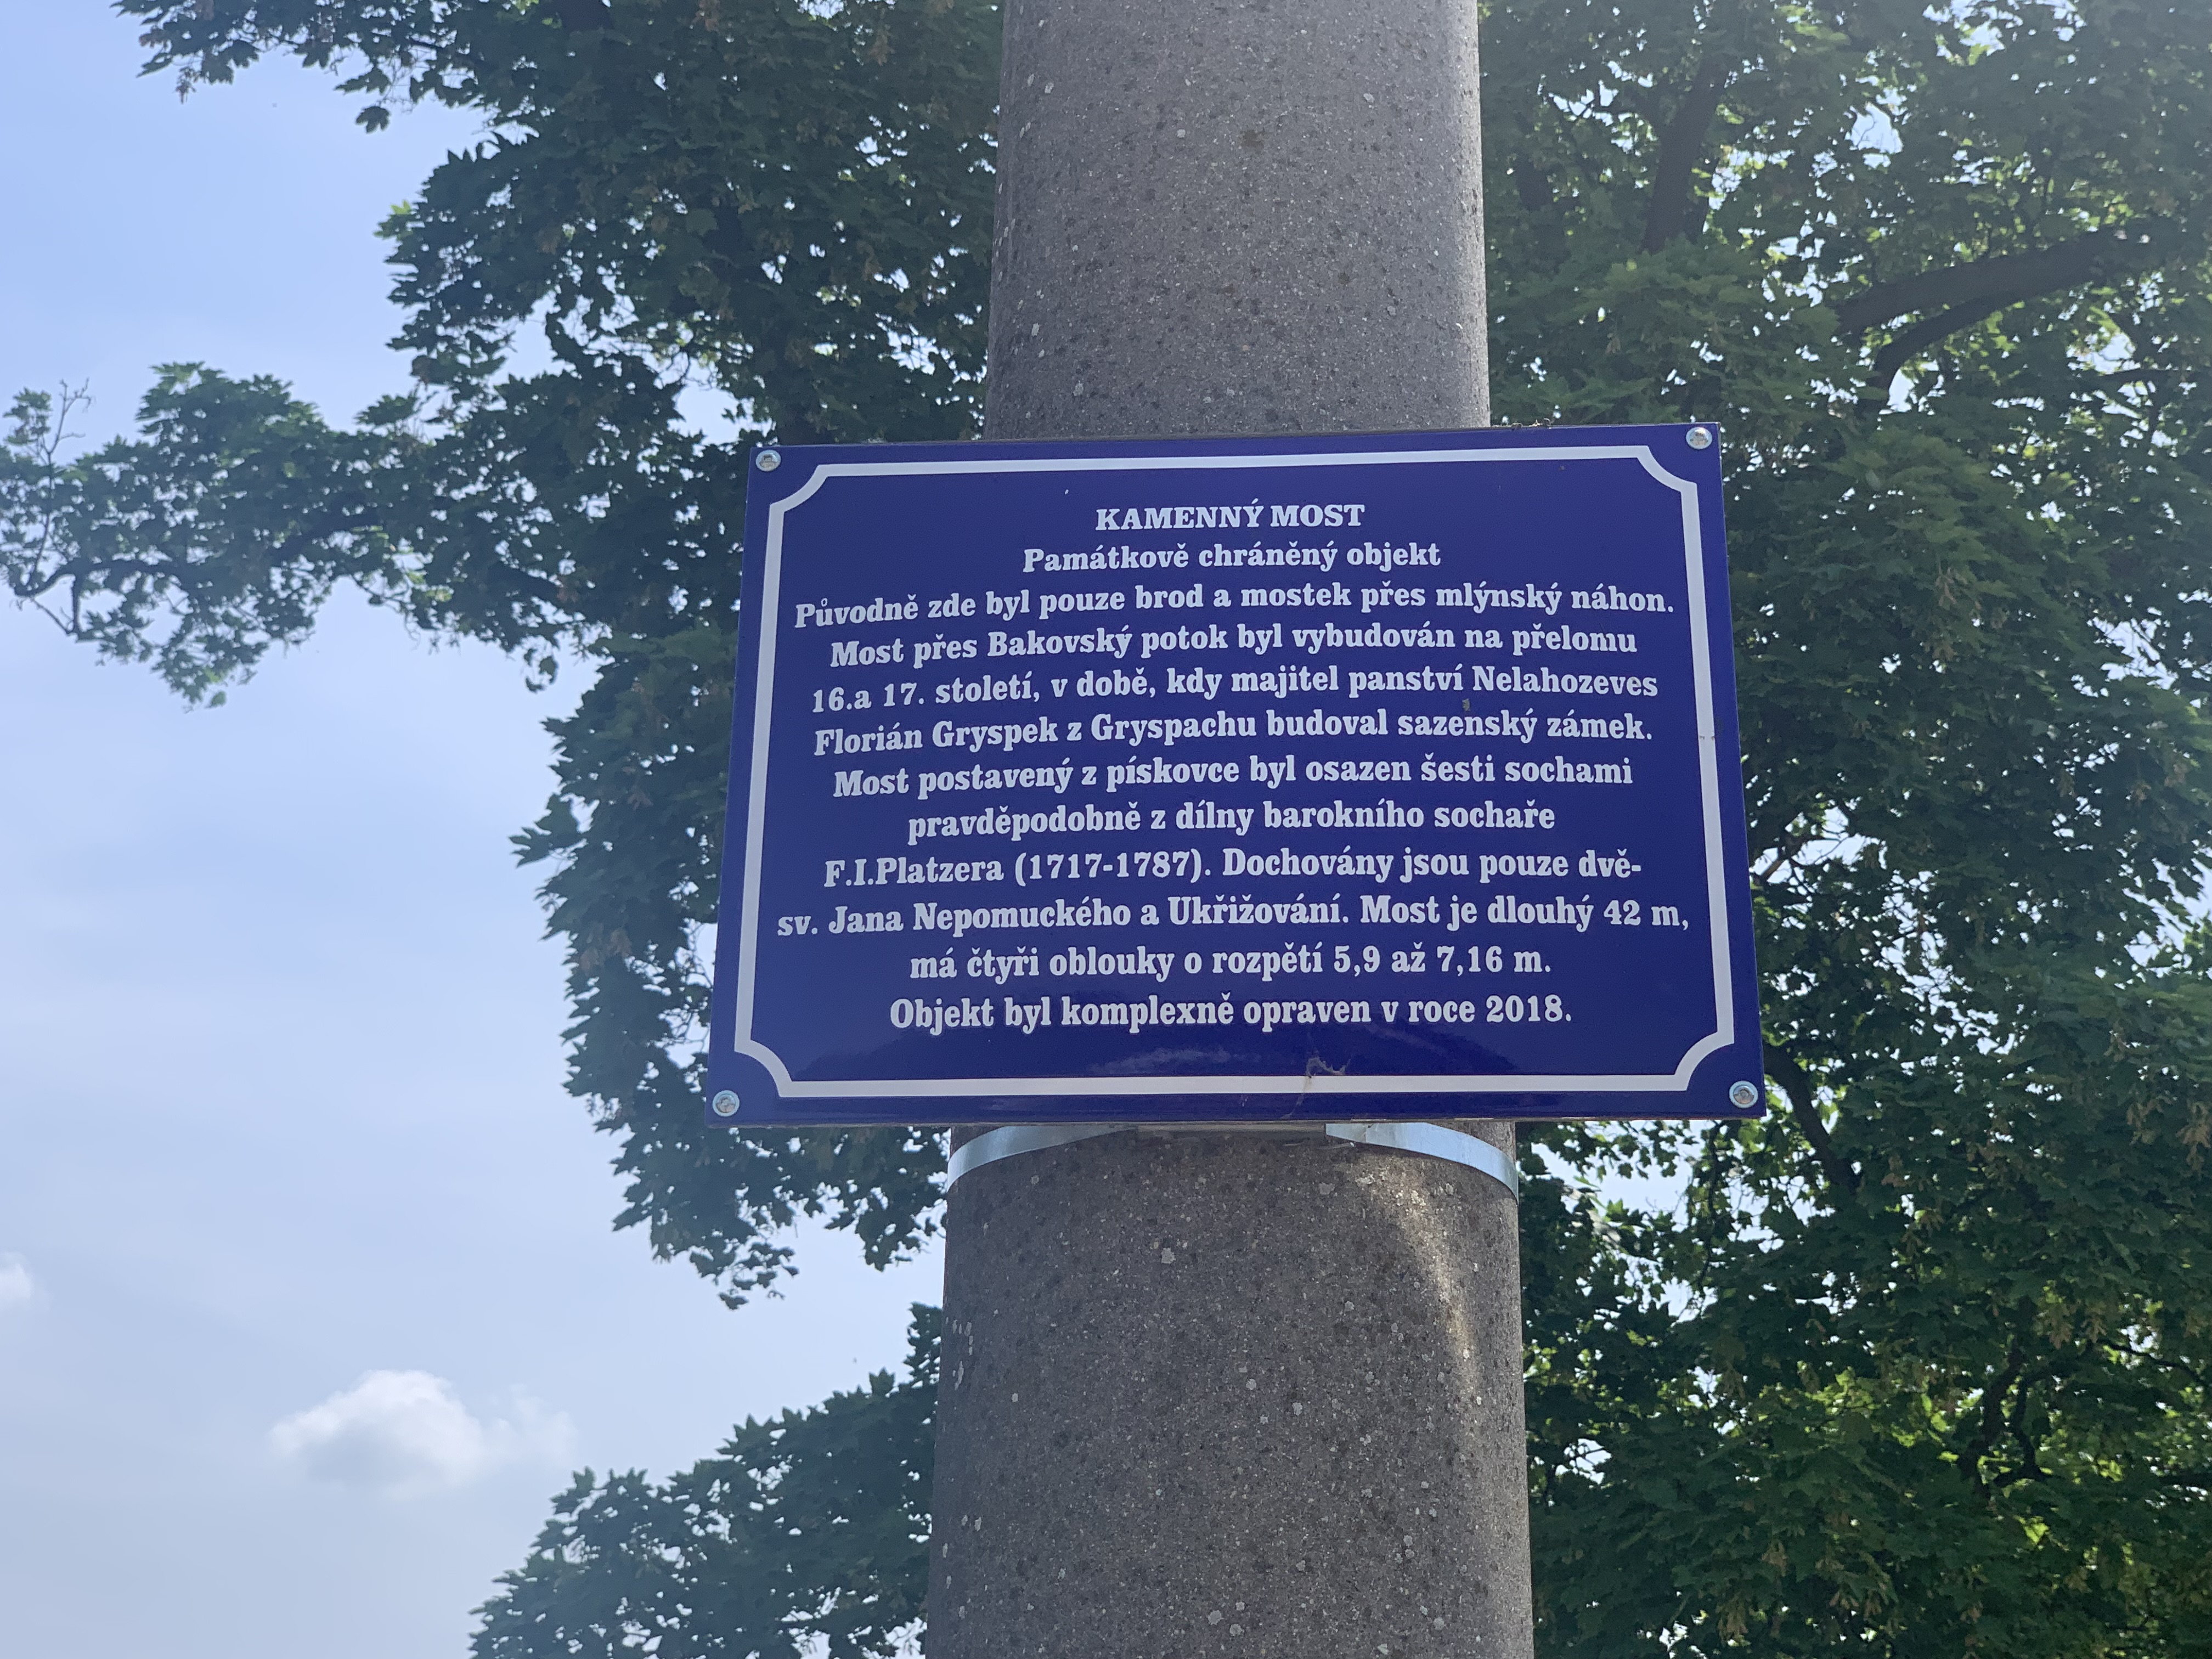 KAMENNÝ MOST
Památkově chráněný objekt
Původně zde byl pouze brod a mostek přes mlýnský náhon.
Most přes Bakovský potok byl vybudován na přelomu
16.a 17. století, v době, kdy majitel panství Nelahozeves
Florián Gryspek z Gryspachu budoval sazenský zámek.
Most postavený z pískovce byl osazen šesti sochami
pravděpodobně z dílny barokního sochaře
F.I.Platzera (1717-1787). Dochovány jsou pouze dvě-
sv. Jana Nepomuckého a Ukřižování. Most je dlouhý 42 m,
má čtyři oblouky o rozpětí 5,9 až 7,16 m.
Objekt byl komplexně opraven v roce 2018.